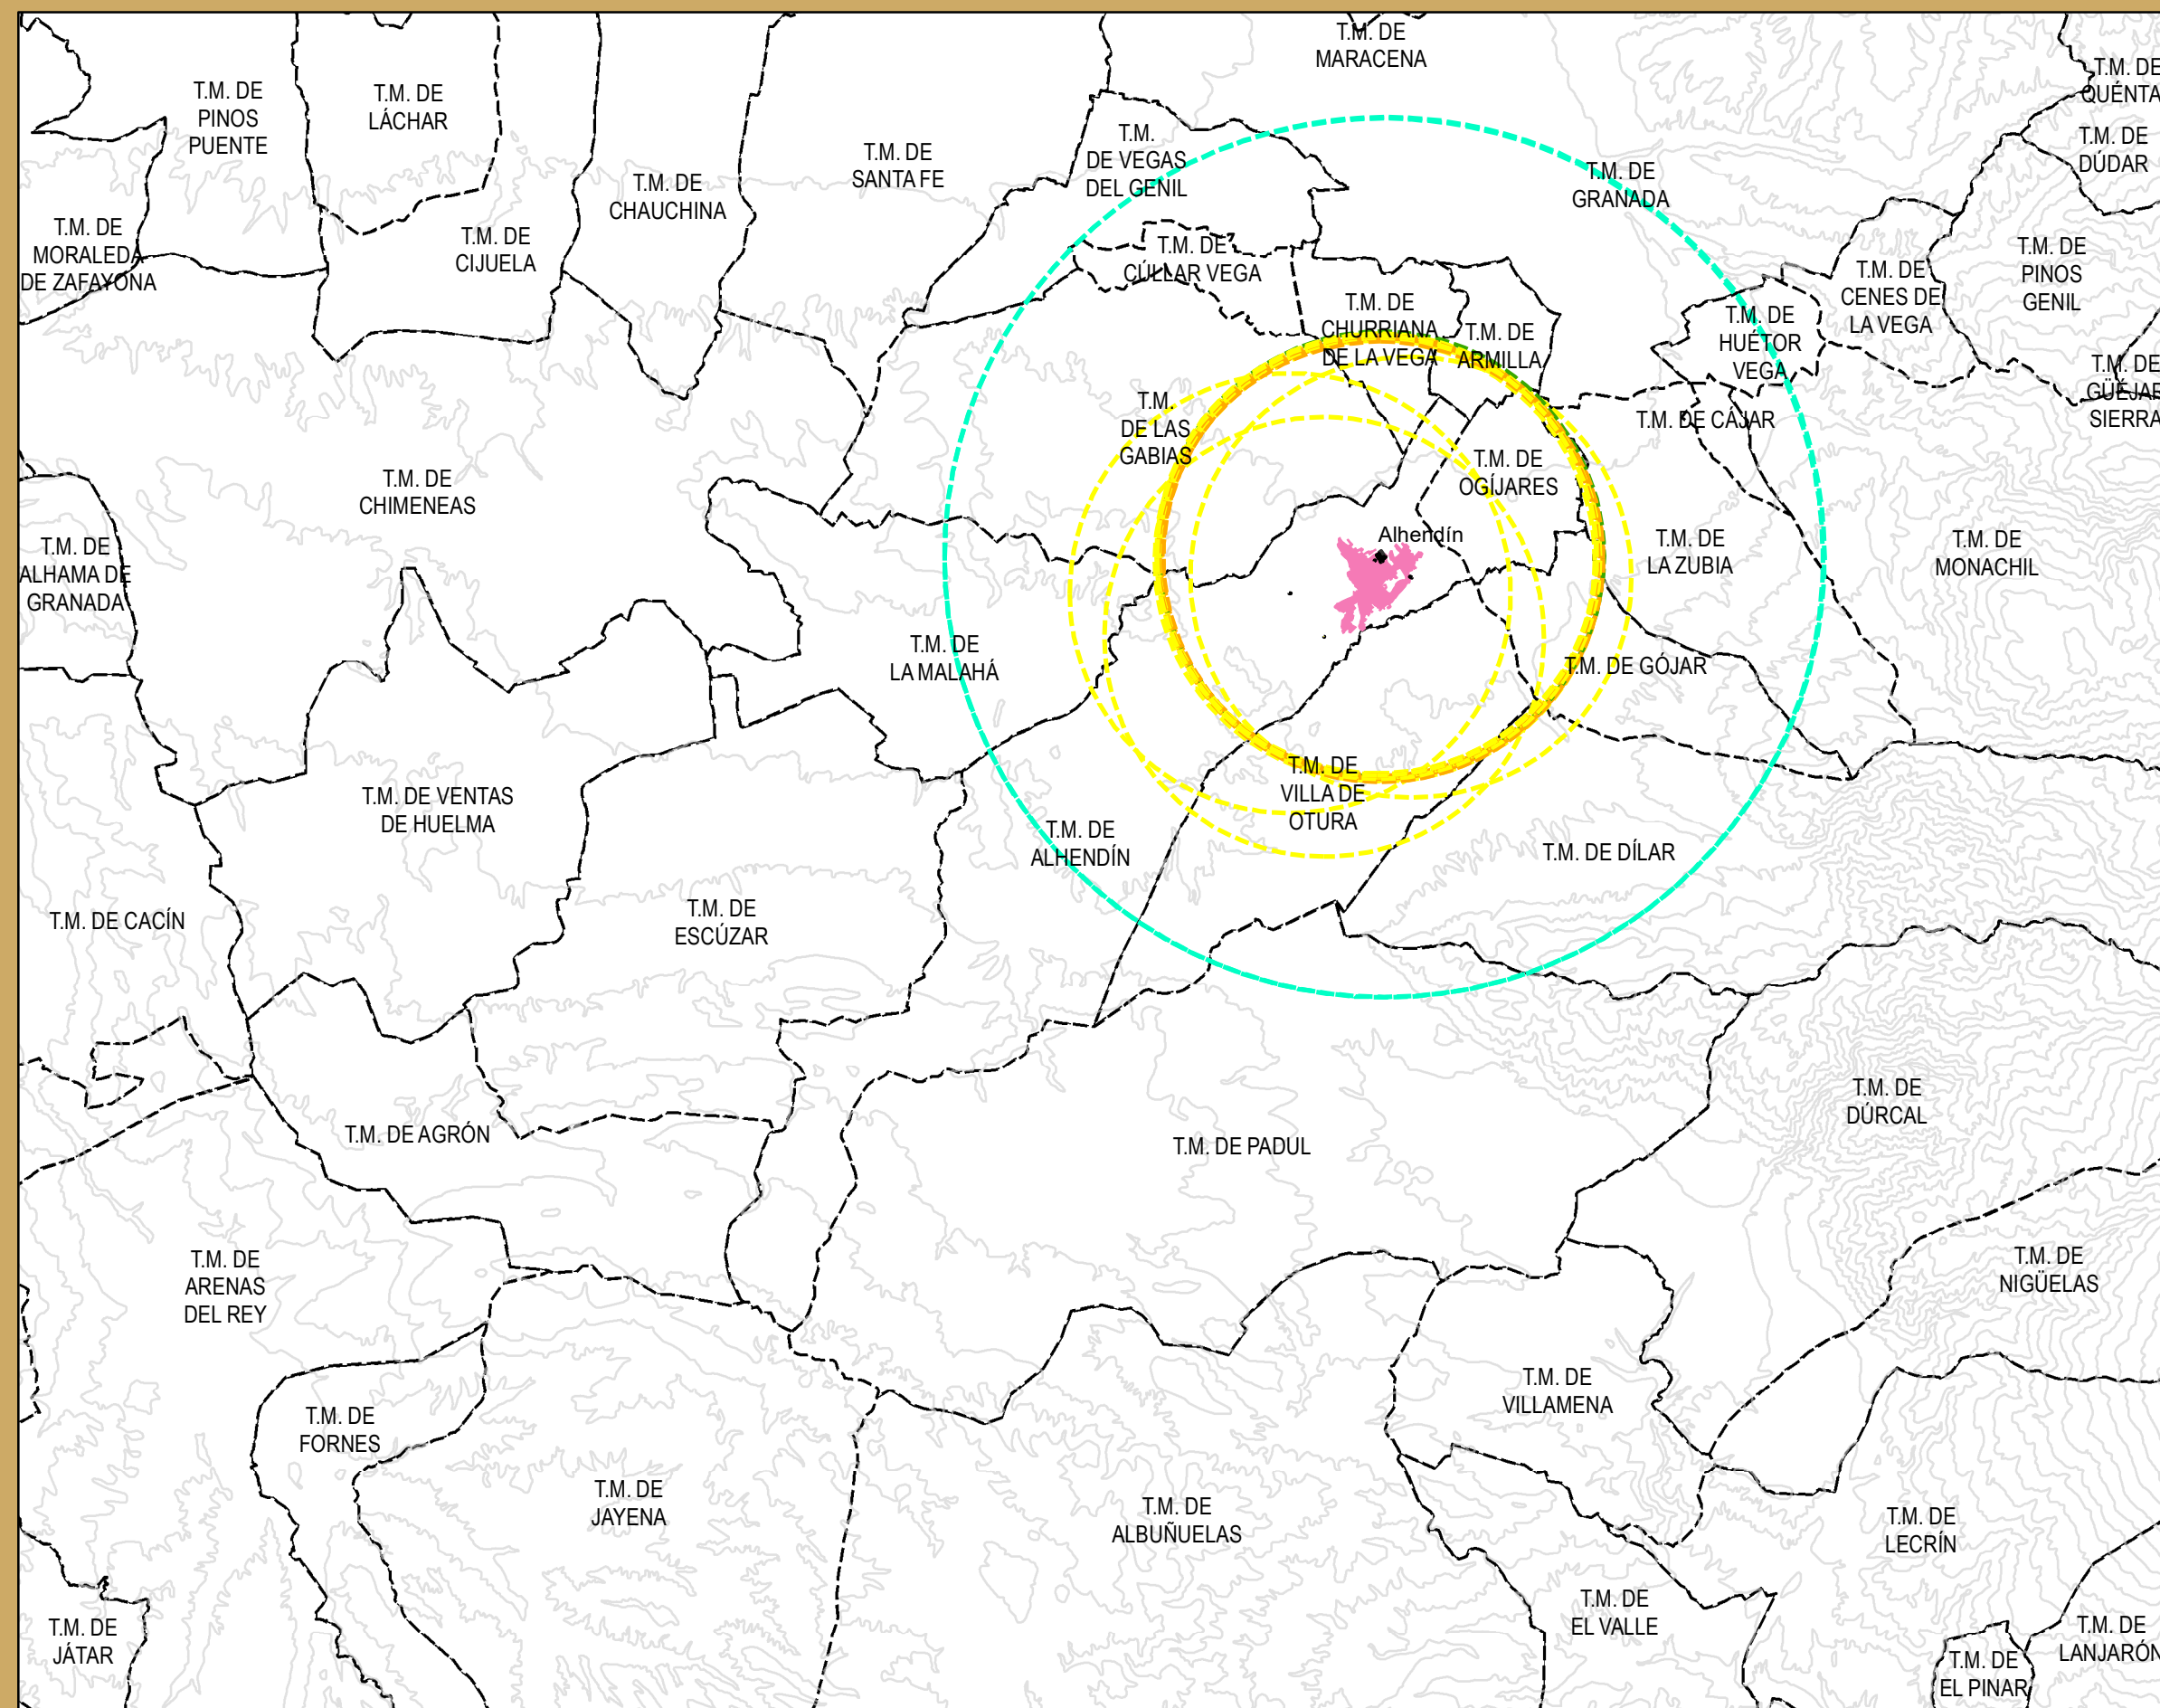 T.M. DE
MARACENA
T.M. DE
QUÉNTA
T.M. DE
PINOS
PUENTE
T.M. DE
LÁCHAR
T.M.
DE VEGAS
DEL GENIL
T.M. DE
DÚDAR
T.M. DE
SANTA FE
T.M. DE
GRANADA
T.M. DE
CHAUCHINA
T.M. DE
MORALEDA
DE ZAFAYONA
T.M. DE
CIJUELA
T.M. DE
CÚLLAR VEGA
T.M. DE
PINOS
GENIL
T.M. DE
CENES DE
LA VEGA
T.M. DE
CHURRIANA
DE LA VEGA
T.M. DE
ARMILLA
T.M. DE
HUÉTOR
VEGA
T.M. DE
GÜÉJAR
SIERRA
T.M.
DE LAS
GABIAS
T.M. DE CÁJAR
T.M. DE
OGÍJARES
T.M. DE
CHIMENEAS
Alhendín
T.M. DE
ALHAMA DE
GRANADA
T.M. DE
LA ZUBIA
T.M. DE
MONACHIL
T.M. DE
LA MALAHÁ
T.M. DE GÓJAR
T.M. DE VENTAS
DE HUELMA
T.M. DE
VILLA DE
OTURA
T.M. DE
ALHENDÍN
T.M. DE DÍLAR
T.M. DE CACÍN
T.M. DE
ESCÚZAR
T.M. DE
DÚRCAL
T.M. DE AGRÓN
T.M. DE PADUL
T.M. DE
ARENAS
DEL REY
T.M. DE
NIGÜELAS
T.M. DE
VILLAMENA
T.M. DE
FORNES
T.M. DE
JAYENA
T.M. DE
ALBUÑUELAS
T.M. DE
LECRÍN
T.M. DE
EL VALLE
T.M. DE
JÁTAR
T.M. DE
LANJARÓN
T.M. DE
EL PINAR